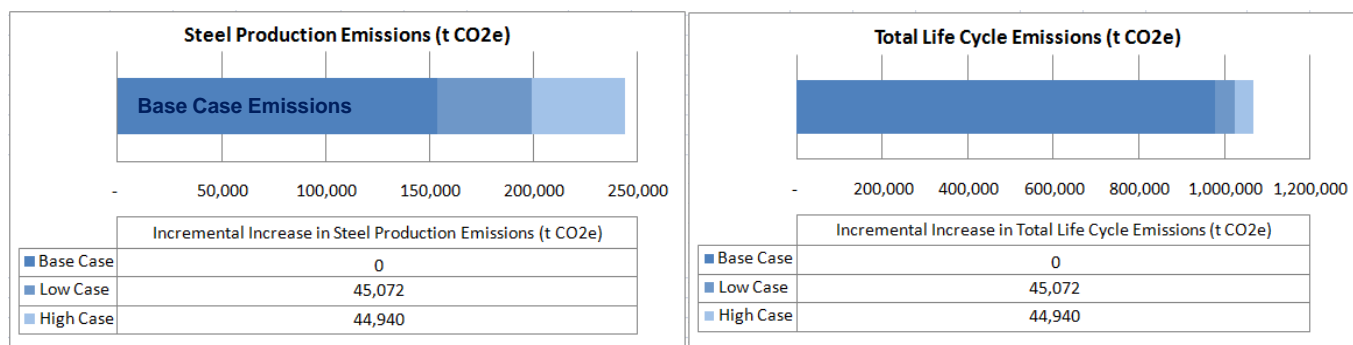 Steel Production Emissions (t CO2e)
Base Case Emissions
- 50,000 100,000 150,000 200,000 250,000
Incremental Increase in Steel Production Emissions (t CO2e)
Base Case 0
Low Case 45,072
High Case 44,940
Total Life Cycle Emissions (t CO2e)
- 200,000 400,000 600,000 800,000 1,000,000 1,200,000
Incremental Increase in Total Life Cycle Emissions (t CO2e)
Base Case 0
Low Case 45,072
High Case 44,940